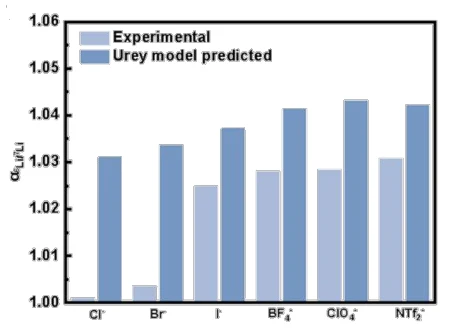 1.06
1.05
1.04
1.03
1.02
1.01
1.00
α⁶Li/⁷Li
Experimental
Urey model predicted
Cl⁻ Br⁻ I⁻ BF₄⁻ ClO₄⁻ NTf₂⁻